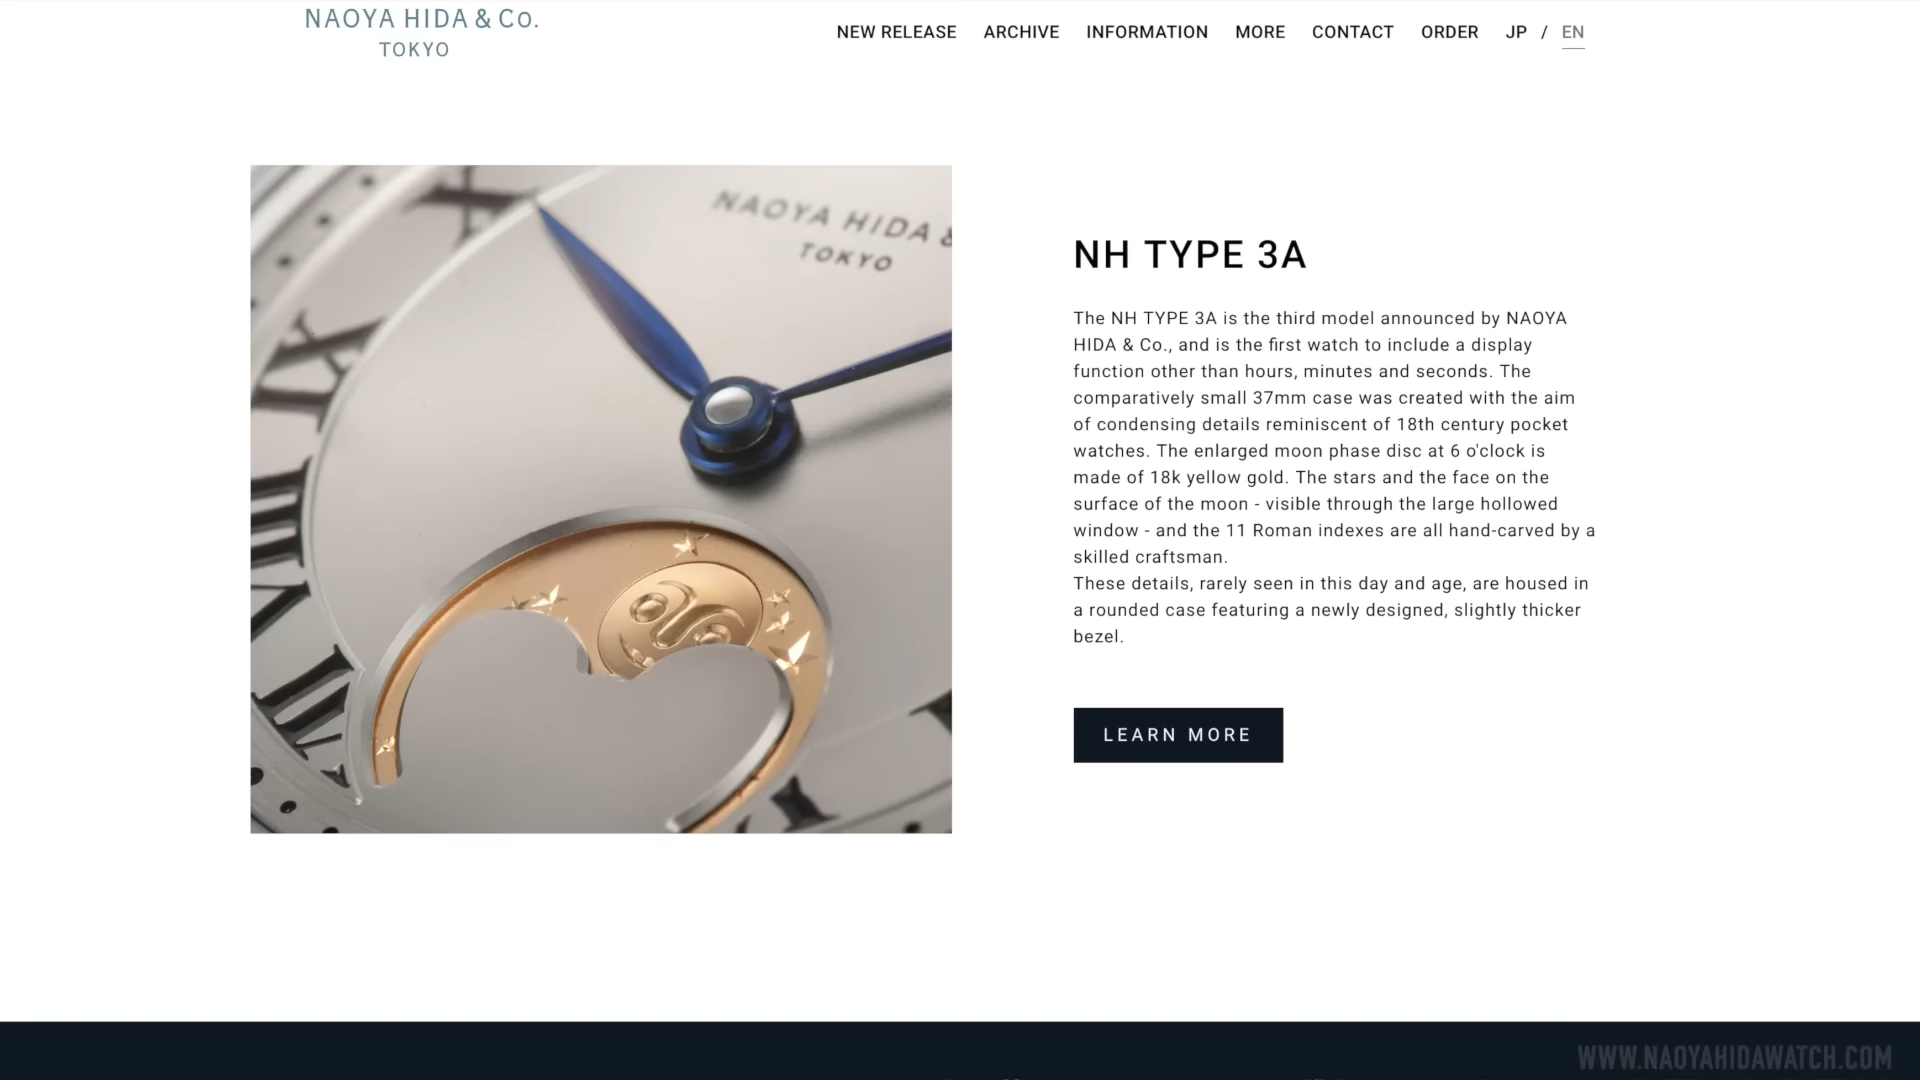 NAOYA HIDA & Co.
TOKYO
NEW RELEASE ARCHIVE INFORMATION MORE CONTACT ORDER JP / EN
NAOYA HIDA &
TOKYO
NH TYPE 3A
The NH TYPE 3A is the third model announced by NAOYA
HIDA & Co., and is the first watch to include a display
function other than hours, minutes and seconds. The
comparatively small 37mm case was created with the aim
of condensing details reminiscent of 18th century pocket
watches. The enlarged moon phase disc at 6 o'clock is
made of 18k yellow gold. The stars and the face on the
surface of the moon - visible through the large hollowed
window - and the 11 Roman indexes are all hand-carved by a
skilled craftsman.
These details, rarely seen in this day and age, are housed in
a rounded case featuring a newly designed, slightly thicker
bezel.
LEARN MORE
WWW.NAOYAHIDAWATCH.COM